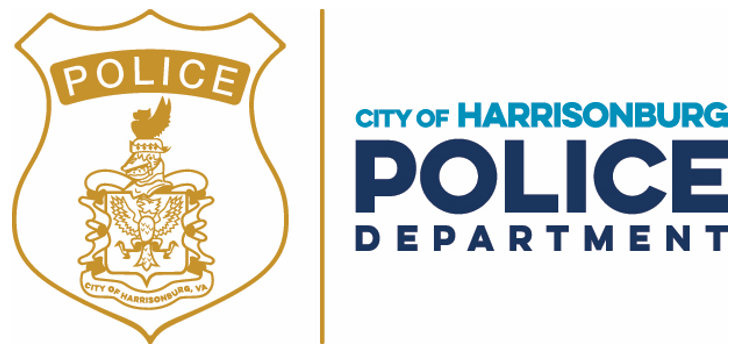 POLICE
CITY OF HARRISONBURG, VA
CITY OF HARRISONBURG
POLICE
DEPARTMENT